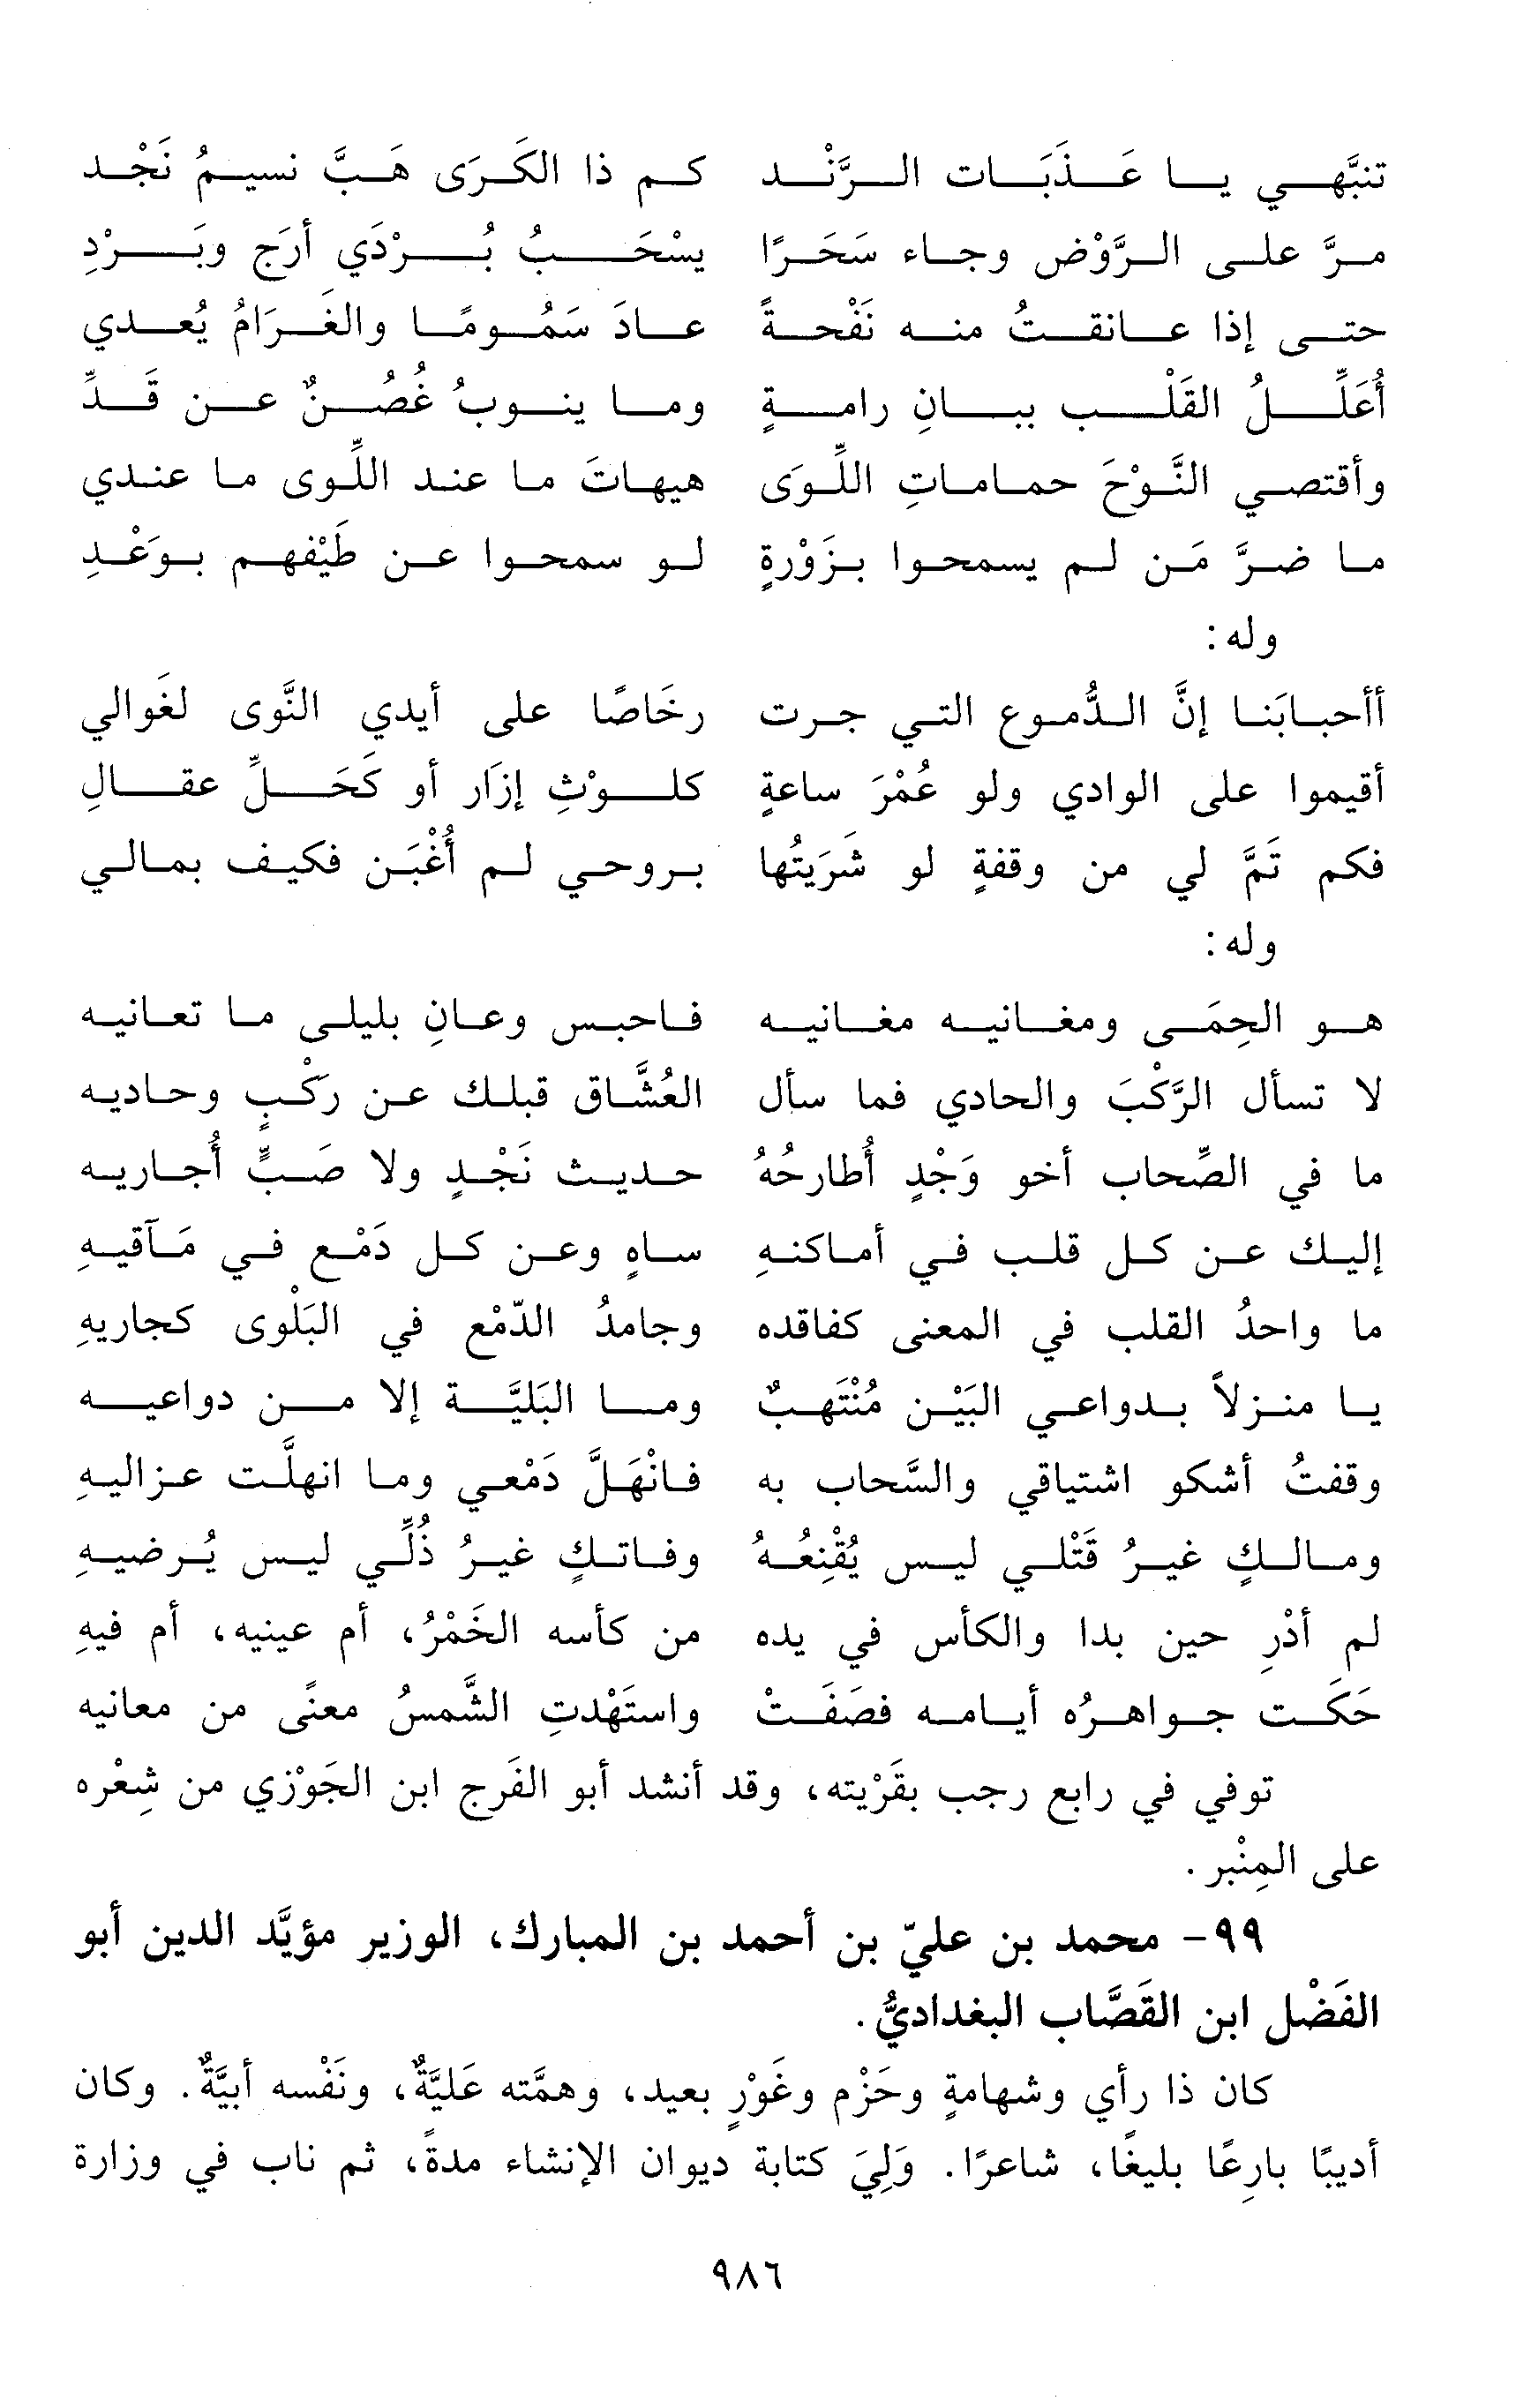 تنبَّهي يا عَذَبَات الرَّنْد كم ذا الكَرَى هَبَّ نسيمُ نَجْد
مرَّ على الرَّوْض وجاء سَحَرًا يسْحَبُ بُرْدَي أرَج وبَرْدِ
حتى إذا عانقتُ منه نَفْحةً عادَ سَمُومًا والغَرَامُ يُعدي
أُعَلِّلُ القَلْب ببانِ رامةٍ وما ينوبُ غُصُنٌ عن قَدِّ
وأقتصي النَّوْحَ حماماتِ اللِّوَى هيهاتَ ما عند اللِّوى ما عندي
ما ضرَّ مَن لم يسمحوا بزَوْرةٍ لو سمحوا عن طَيْفهم بوَعْدِ
وله:
أأحبابَنا إنَّ الدُّموع التي جرت رخَاصًا على أيدي النَّوى لغَوالي
أقيموا على الوادي ولو عُمْرَ ساعةٍ كلوْثِ إزَار أو كَحَلِّ عقالِ
فكم تَمَّ لي من وقفةٍ لو شَرَيتُها بروحي لم أُغْبَن فكيف بمالي
وله:
هو الحِمَى ومغانيه مغانيه فاحبس وعانِ بليلى ما تعانيه
لا تسأل الرَّكْبَ والحادي فما سأل العُشَّاق قبلك عن ركْبٍ وحاديه
ما في الصِّحاب أخو وَجْدٍ أُطارحُهُ حديث نَجْدٍ ولا صَبٍّ أُجاريه
إليك عن كل قلب في أماكنهِ ساهٍ وعن كل دَمْع في مَآقيهِ
ما واحدُ القلب في المعنى كفاقده وجامدُ الدّمْع في البَلْوى كجاريهِ
يا منزلاً بدواعي البَيْن مُنْتَهبٌ وما البَليَّة إلا من دواعيه
وقفتُ أشكو اشتياقي والسَّحاب به فانْهَلَّ دَمْعي وما انهلَّت عزاليهِ
ومالكٍ غيرُ قَتْلي ليس يُقْنِعُهُ وفاتكٍ غيرُ ذُلِّي ليس يُرضيهِ
لم أدْرِ حين بدا والكأس في يده من كأسه الخَمْرُ، أم عينيه، أم فيهِ
حَكَت جواهرُه أيامه فصَفَتْ واستَهْدتِ الشَّمسُ معنًى من معانيه
توفي في رابع رجب بقَرْيته، وقد أنشد أبو الفَرج ابن الجَوْزي من شِعْره
على المِنْبر.
٩٩- محمد بن عليّ بن أحمد بن المبارك، الوزير مؤيَّد الدين أبو
الفَضْل ابن القَصَّاب البغداديُّ.
كان ذا رأي وشهامةٍ وحَزْم وغَوْرٍ بعيد، وهمَّته عَليَّةٌ، ونَفْسه أبيَّةٌ. وكان
أديبًا بارِعًا بليغًا، شاعرًا. وَلِيَ كتابة ديوان الإنشاء مدةً، ثم ناب في وزارة
٩٨٦